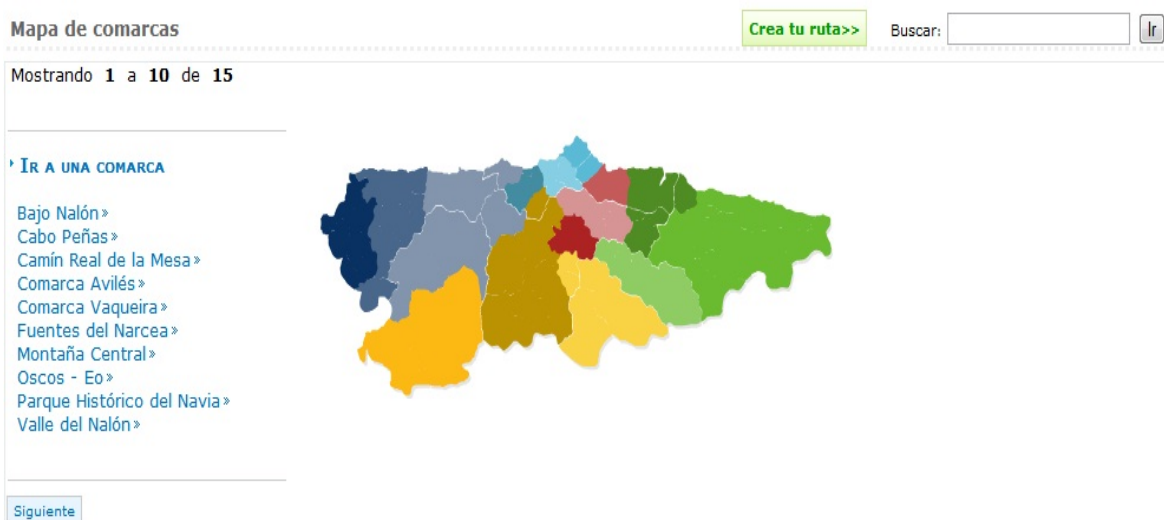 Mapa de comarcas
Crea tu ruta>>
Buscar:
Ir
Mostrando 1 a 10 de 15
IR A UNA COMARCA
Bajo Nalón»
Cabo Peñas»
Camín Real de la Mesa»
Comarca Avilés»
Comarca Vaqueira»
Fuentes del Narcea»
Montaña Central»
Oscos - Eo»
Parque Histórico del Navia»
Valle del Nalón»
Siguiente